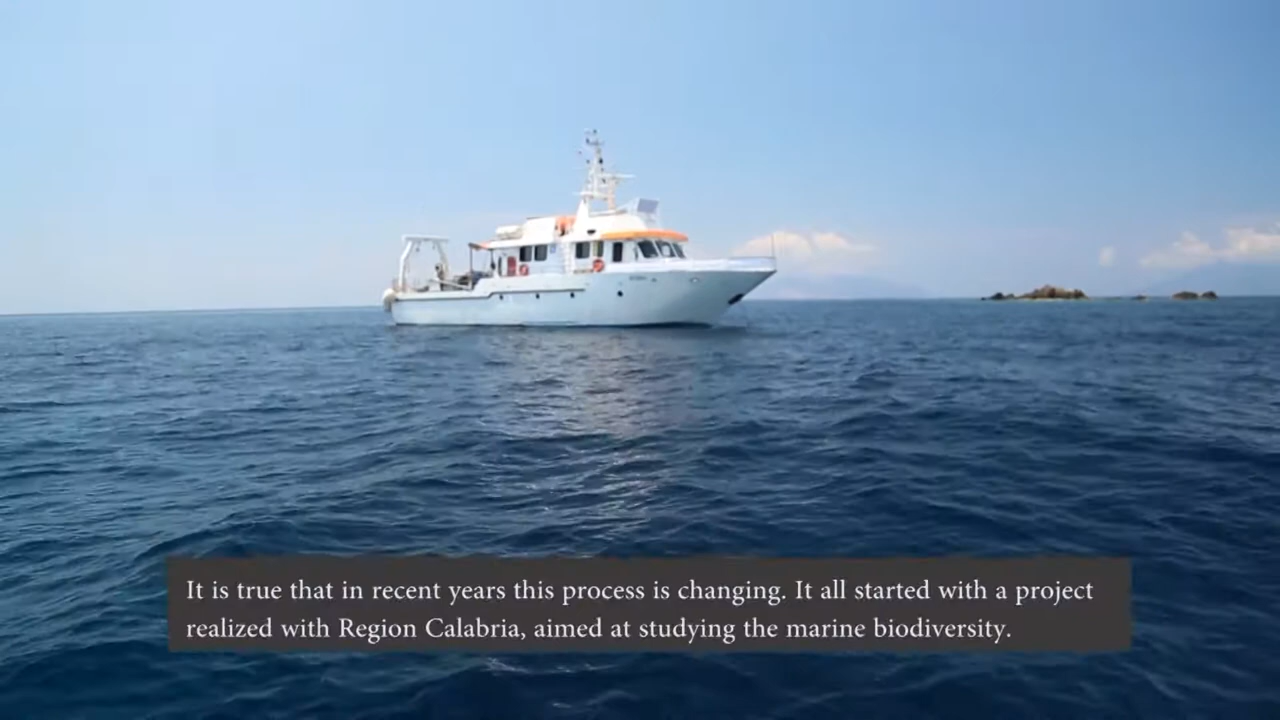 It is true that in recent years this process is changing. It all started with a project
realized with Region Calabria, aimed at studying the marine biodiversity.